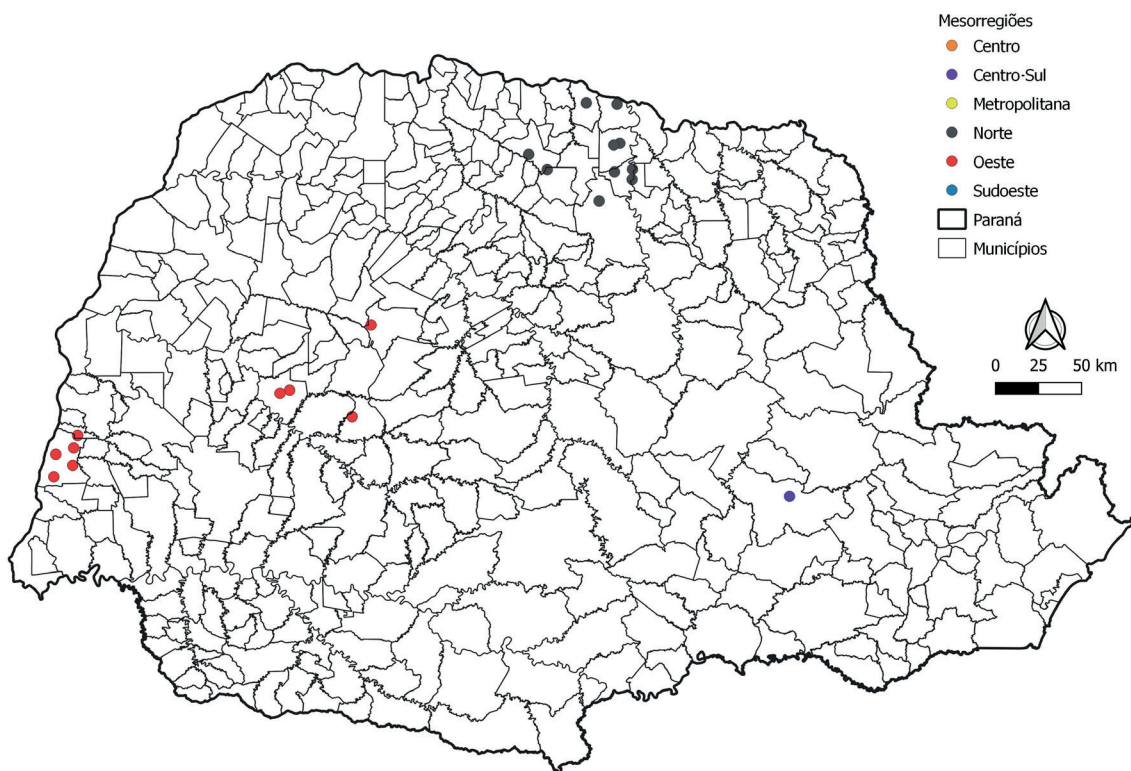 Mesorregiões
Centro
Centro-Sul
Metropolitana
Norte
Oeste
Sudoeste
Paraná
Municípios
0 25 50 km